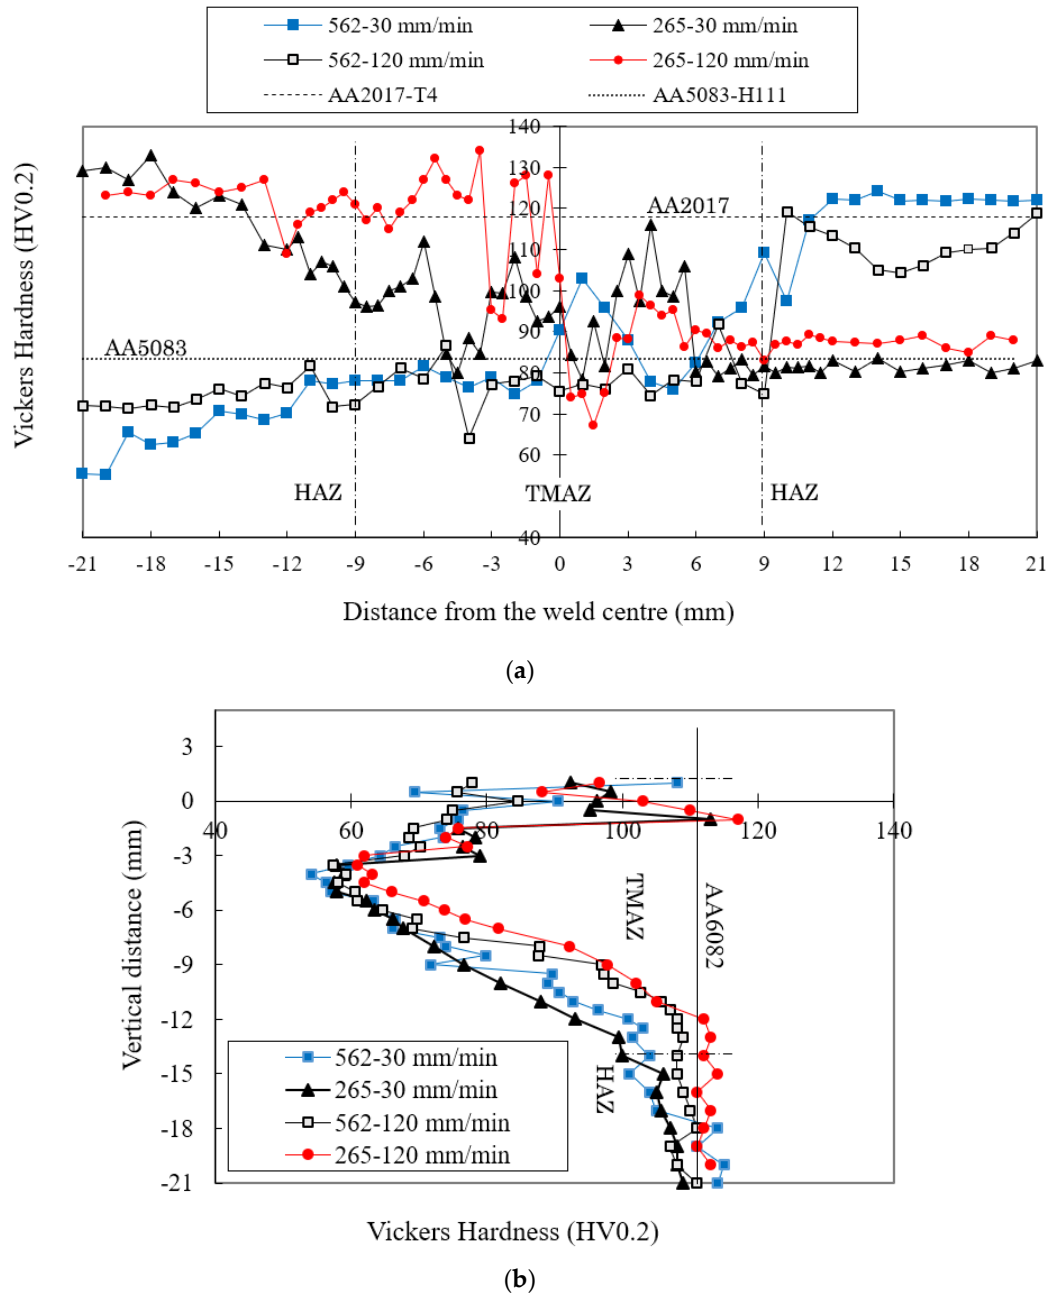 562-30 mm/min
265-30 mm/min
562-120 mm/min
265-120 mm/min
AA2017-T4
AA5083-H111
Vickers Hardness (HV0.2)
140
130
120
110
100
90
80
70
60
40
AA2017
AA5083
HAZ
TMAZ
HAZ
-21 -18 -15 -12 -9 -6 -3 0 3 6 9 12 15 18 21
Distance from the weld centre (mm)
(a)
Vertical distance (mm)
3
0
-3
-6
-9
-12
-15
-18
-21
40 60 80 100 120 140
TMAZ
AA6082
HAZ
562-30 mm/min
265-30 mm/min
562-120 mm/min
265-120 mm/min
Vickers Hardness (HV0.2)
(b)